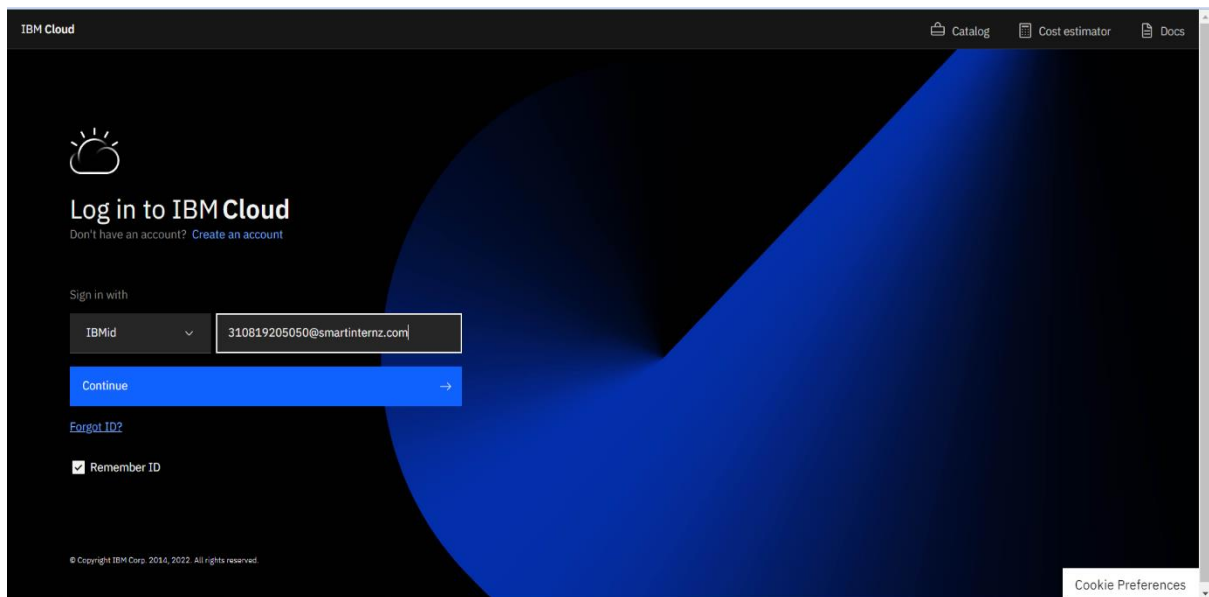 IBM Cloud
Catalog
Cost estimator
Docs
Log in to IBM Cloud
Don't have an account? Create an account
Sign in with
IBMid
310819205050@smartinternz.com
Continue
Forgot ID?
Remember ID
© Copyright IBM Corp. 2014, 2022. All rights reserved.
Cookie Preferences